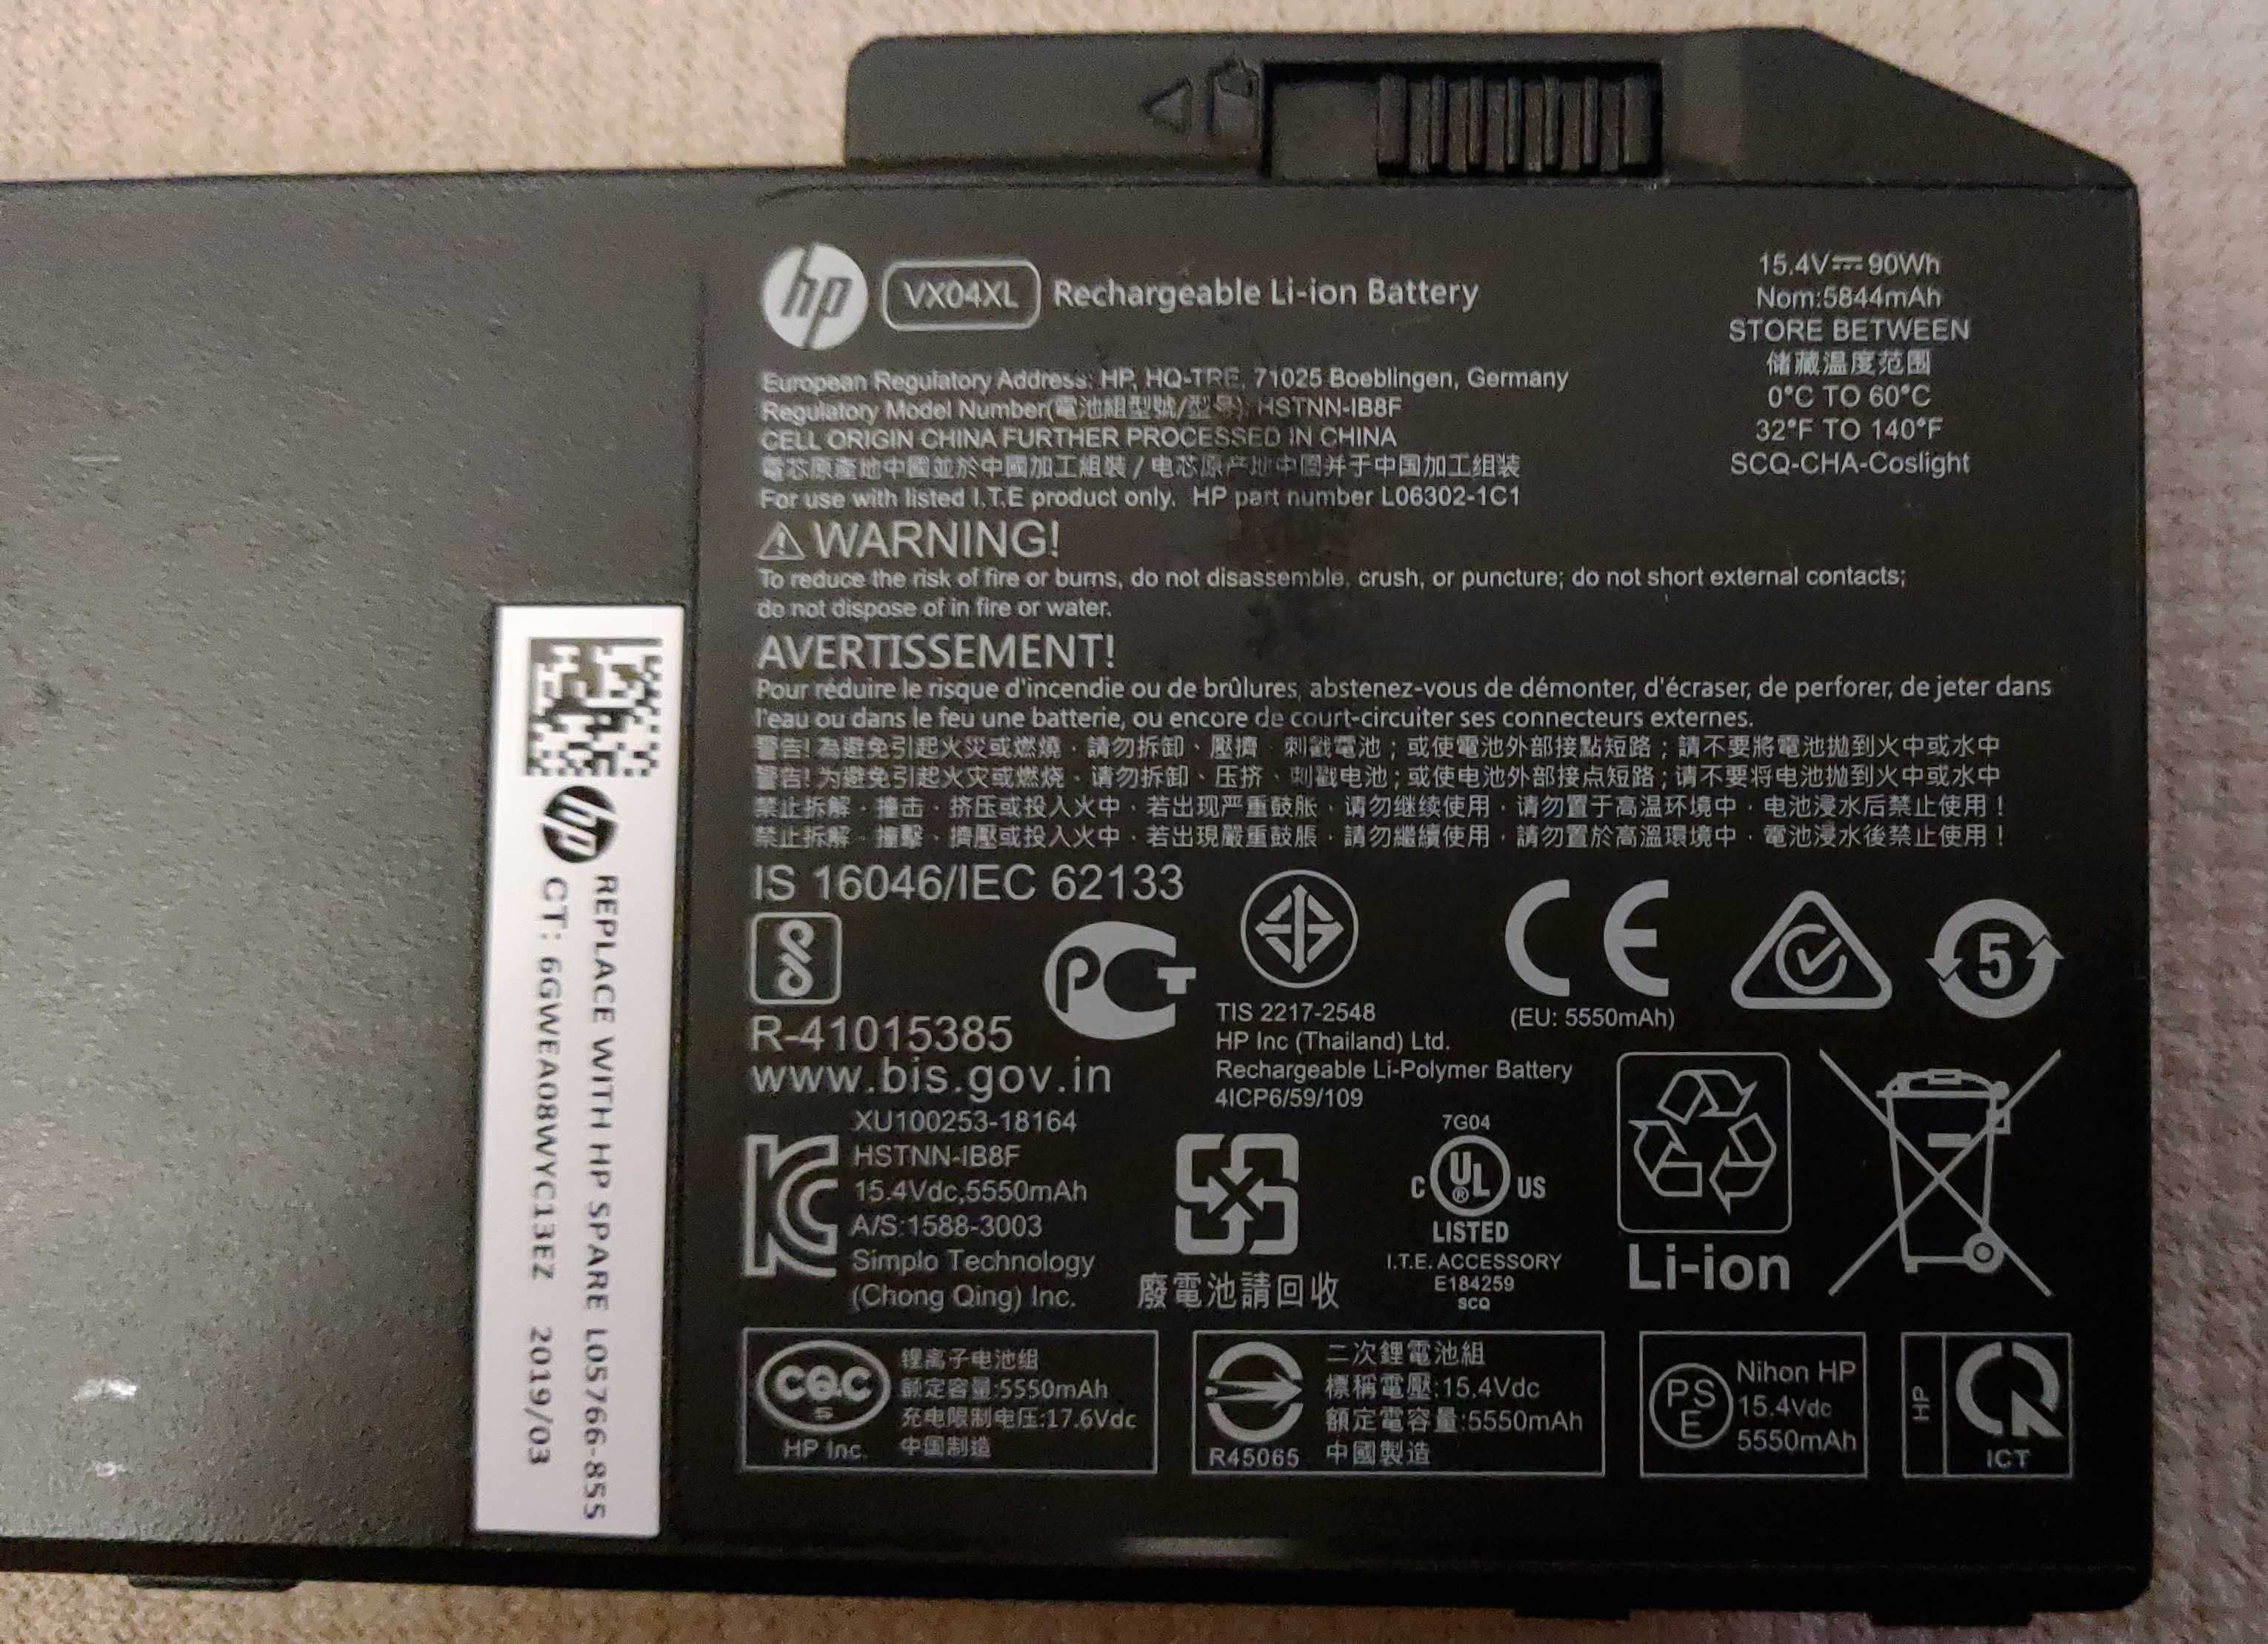 hp VX04XL Rechargeable Li-ion Battery
15.4V⎓90Wh
Nom:5844mAh
STORE BETWEEN
储藏温度范围
0°C TO 60°C
32°F TO 140°F
SCQ-CHA-Coslight
European Regulatory Address: HP, HQ-TRE, 71025 Boeblingen, Germany
Regulatory Model Number(電池組型號/型号): HSTNN-IB8F
CELL ORIGIN CHINA FURTHER PROCESSED IN CHINA
電芯原產地中國並於中國加工組裝 / 电芯原产地中国并于中国加工组装
For use with listed I.T.E product only. HP part number L06302-1C1
WARNING!
To reduce the risk of fire or burns, do not disassemble, crush, or puncture; do not short external contacts;
do not dispose of in fire or water.
AVERTISSEMENT!
Pour réduire le risque d'incendie ou de brûlures, abstenez-vous de démonter, d'écraser, de perforer, de jeter dans
l'eau ou dans le feu une batterie, ou encore de court-circuiter ses connecteurs externes.
警告! 為避免引起火災或燃燒，請勿拆卸、壓擠、刺戳電池；或使電池外部接點短路；請不要將電池拋到火中或水中
警告! 为避免引起火灾或燃烧，请勿拆卸、压挤、刺戳电池；或使电池外部接点短路；请不要将电池抛到火中或水中
禁止拆解、撞击、挤压或投入火中，若出现严重鼓胀，请勿继续使用，请勿置于高温环境中，电池浸水后禁止使用！
禁止拆解、撞擊、擠壓或投入火中，若出現嚴重鼓脹，請勿繼續使用，請勿置於高溫環境中，電池浸水後禁止使用！
IS 16046/IEC 62133
R-41015385
www.bis.gov.in
PCT
TIS 2217-2548
HP Inc (Thailand) Ltd.
Rechargeable Li-Polymer Battery
4ICP6/59/109
CE
(EU: 5550mAh)
5
XU100253-18164
HSTNN-IB8F
15.4Vdc,5550mAh
A/S:1588-3003
Simplo Technology
(Chong Qing) Inc.
廢電池請回收
7G04
C UL ® US
LISTED
I.T.E. ACCESSORY
E184259
SCQ
Li-ion
CQC
S
HP Inc.
锂离子电池组
额定容量:5550mAh
充电限制电压:17.6Vdc
中国制造
R45065
二次鋰電池組
標稱電壓:15.4Vdc
額定電容量:5550mAh
中國製造
PS
E
Nihon HP
15.4Vdc
5550mAh
HP
ICT
hp
REPLACE WITH HP SPARE L05766-855
CT: 6GWEA08WYC13EZ 2019/03